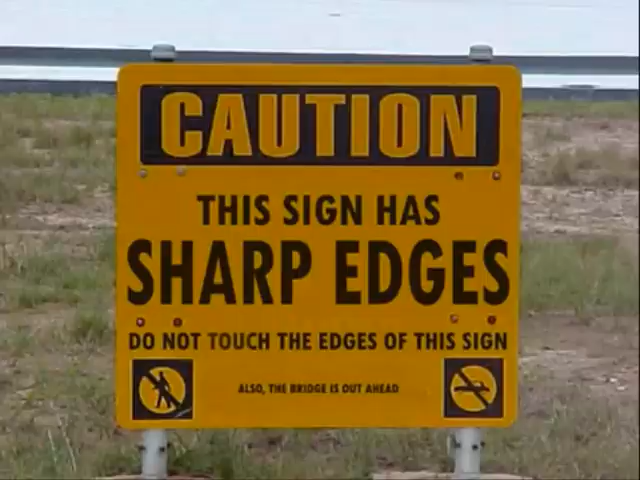 CAUTION
THIS SIGN HAS
SHARP EDGES
DO NOT TOUCH THE EDGES OF THIS SIGN
ALSO, THE BRIDGE IS OUT AHEAD